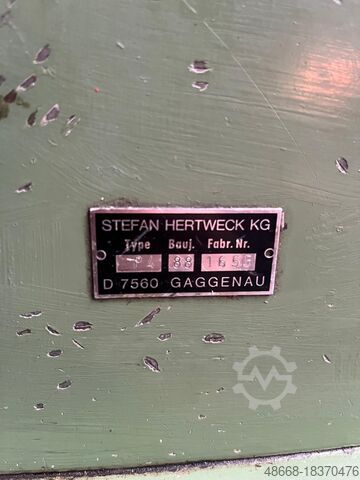 STEFAN HERTWECK KG
Type Bauj. Fabr. Nr.
88
D 7560 GAGGENAU
48668-18370476